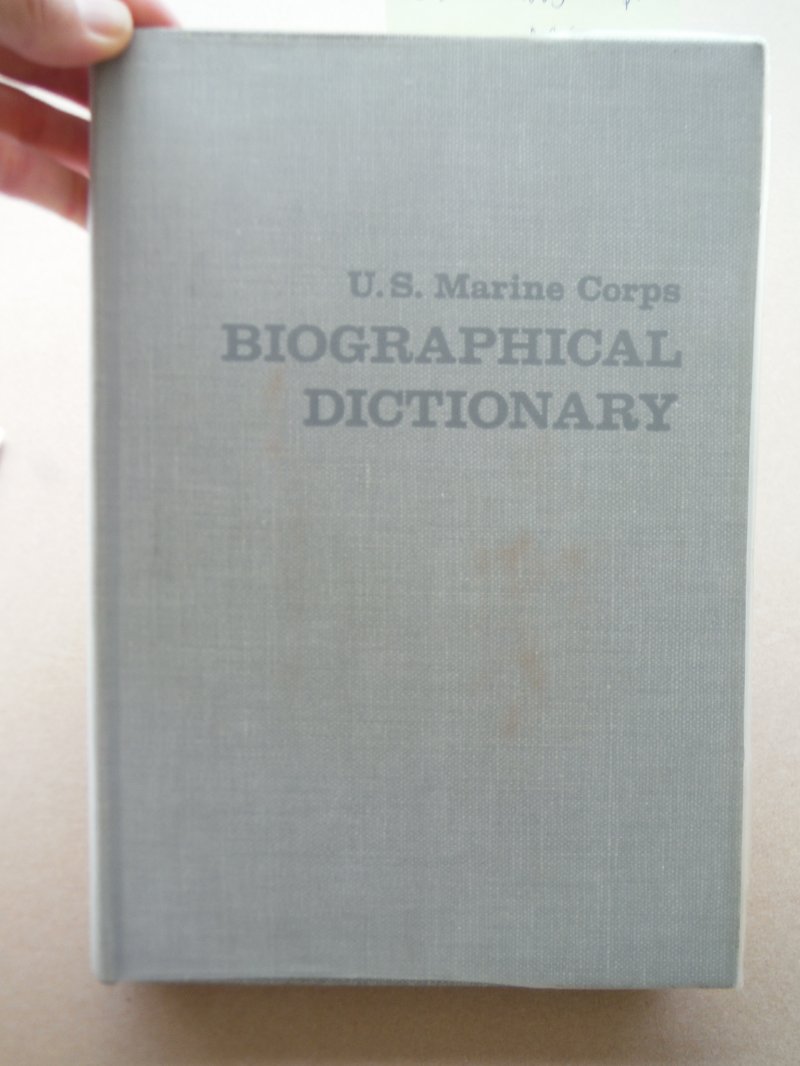 U.S. Marine Corps
BIOGRAPHICAL
DICTIONARY